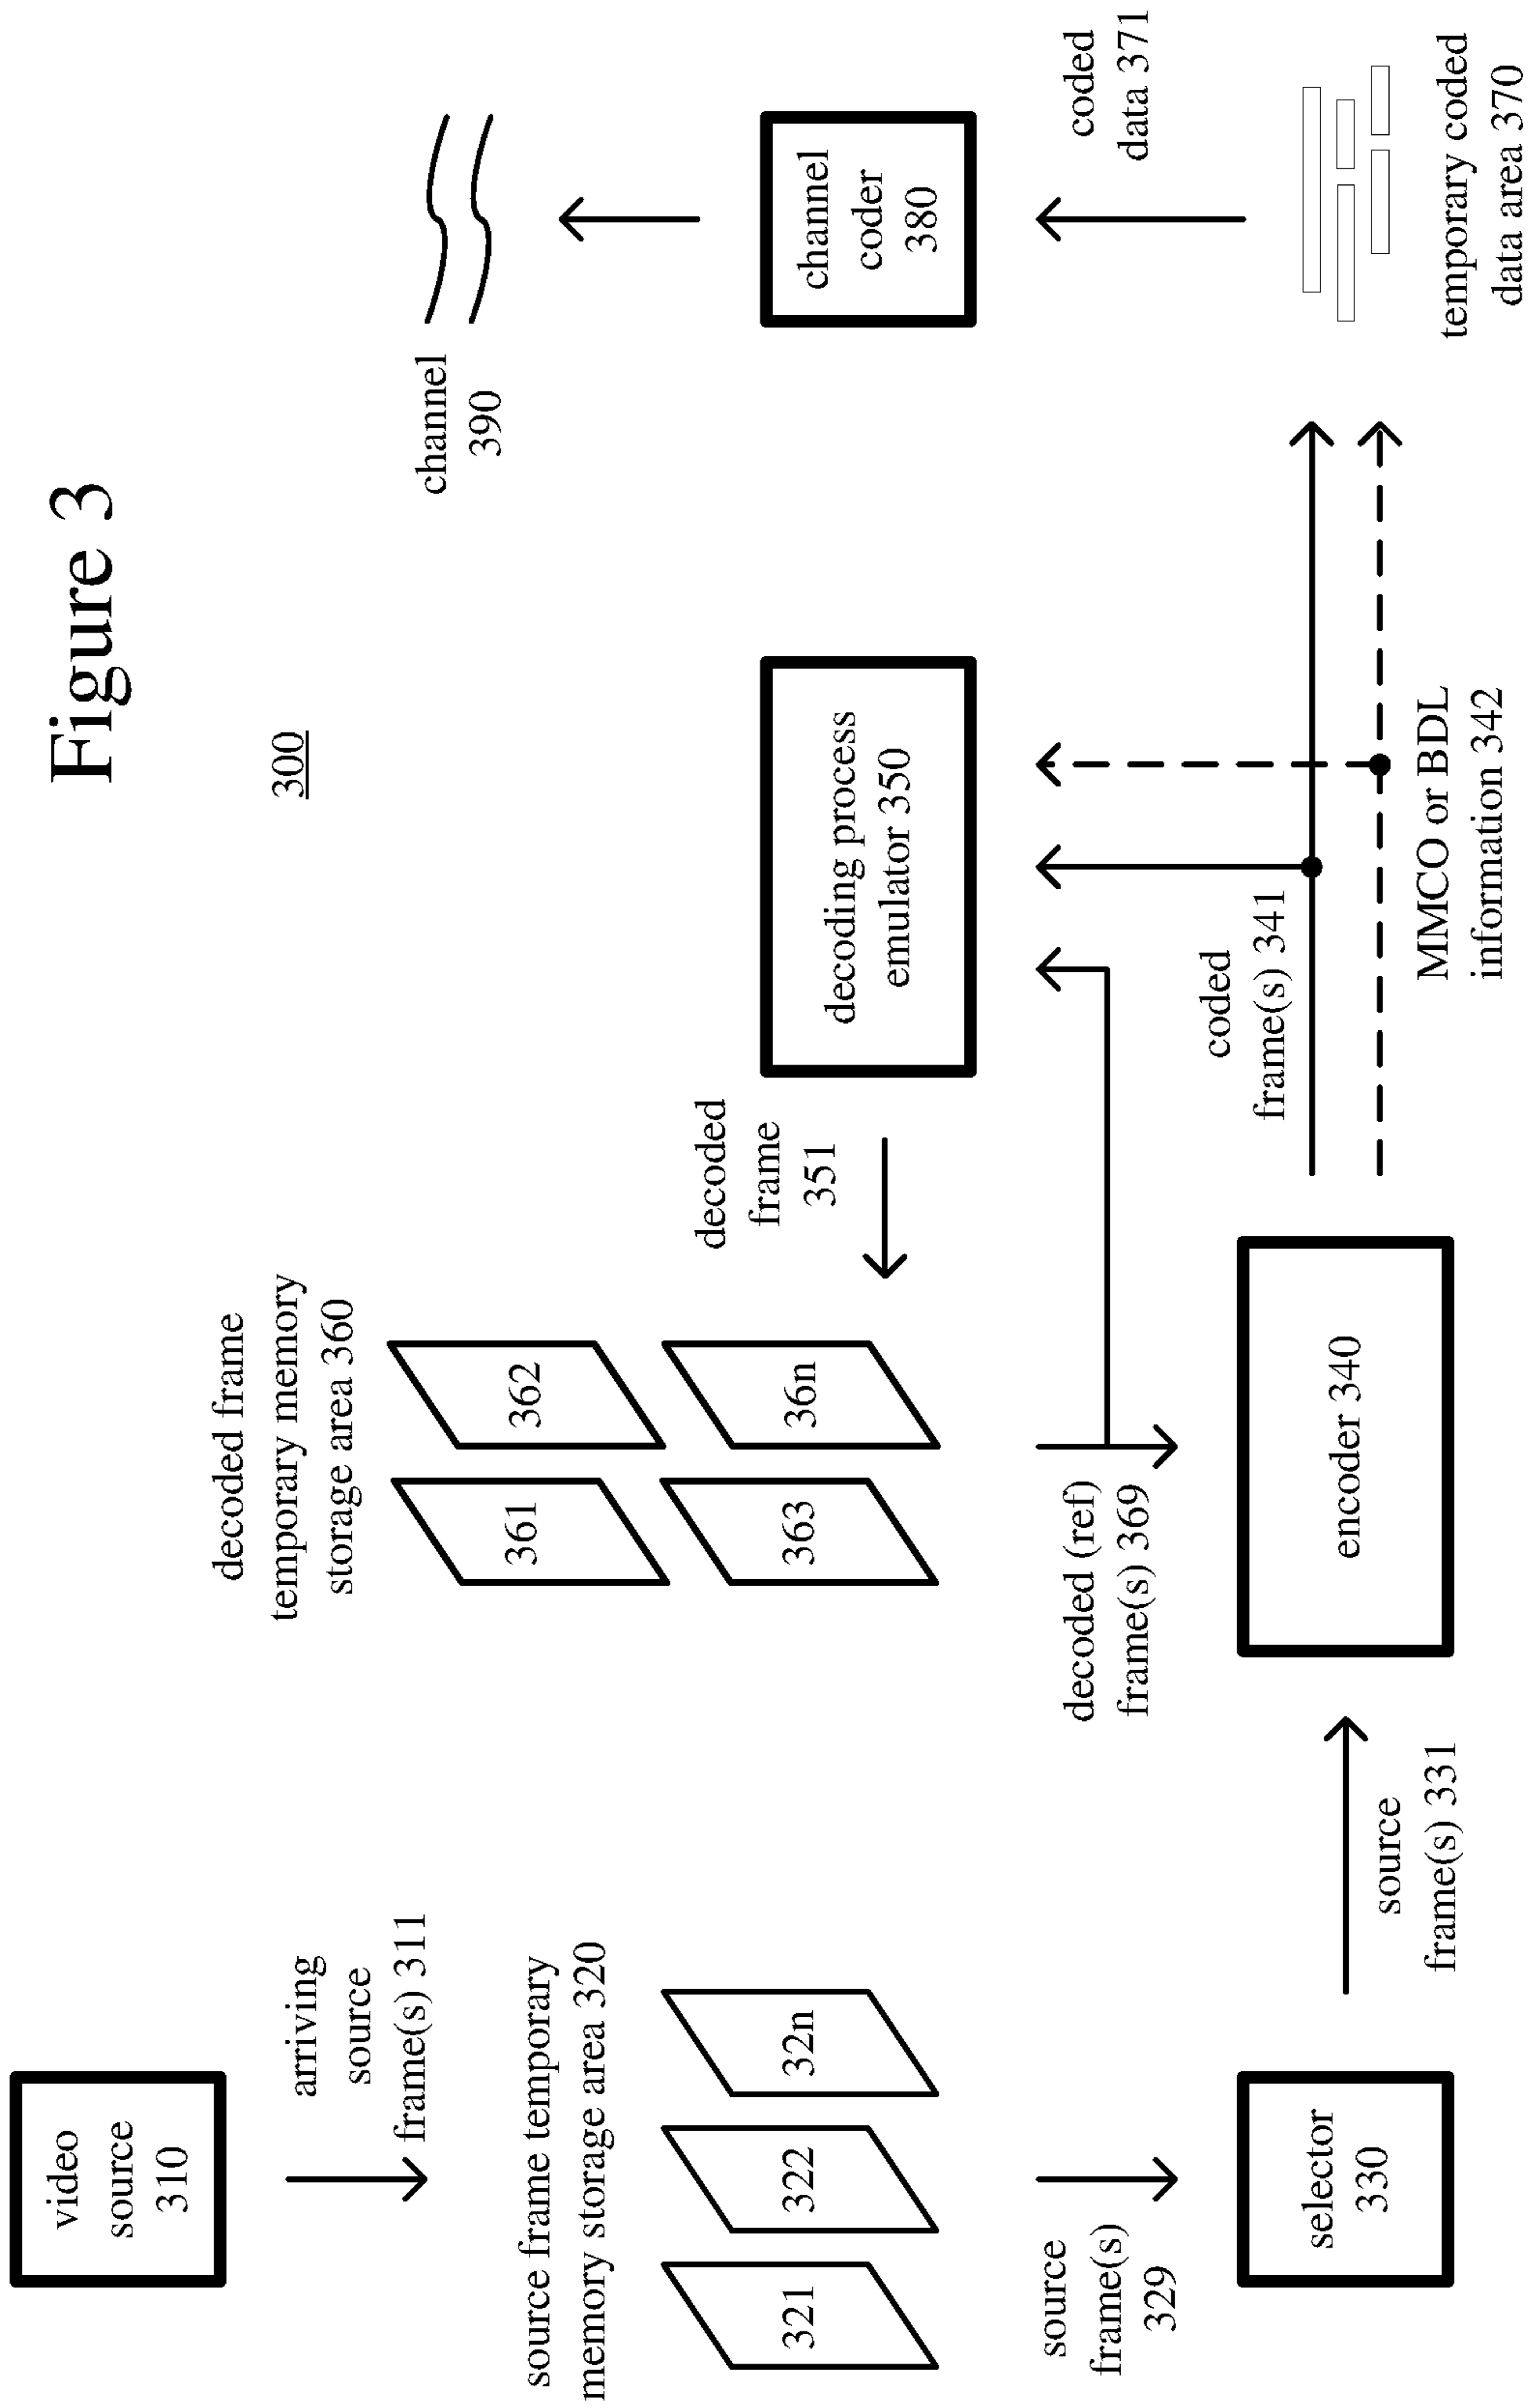 Figure 3
300
video
source
310
arriving
source
frame(s) 311
source frame temporary
memory storage area 320
321
322
32n
source
frame(s)
329
selector
330
source
frame(s) 331
decoded frame
temporary memory
storage area 360
361
362
363
36n
decoded (ref)
frame(s) 369
encoder 340
decoded
frame
351
decoding process
emulator 350
coded
frame(s) 341
MMCO or BDL
information 342
channel
390
channel
coder
380
coded
data 371
temporary coded
data area 370